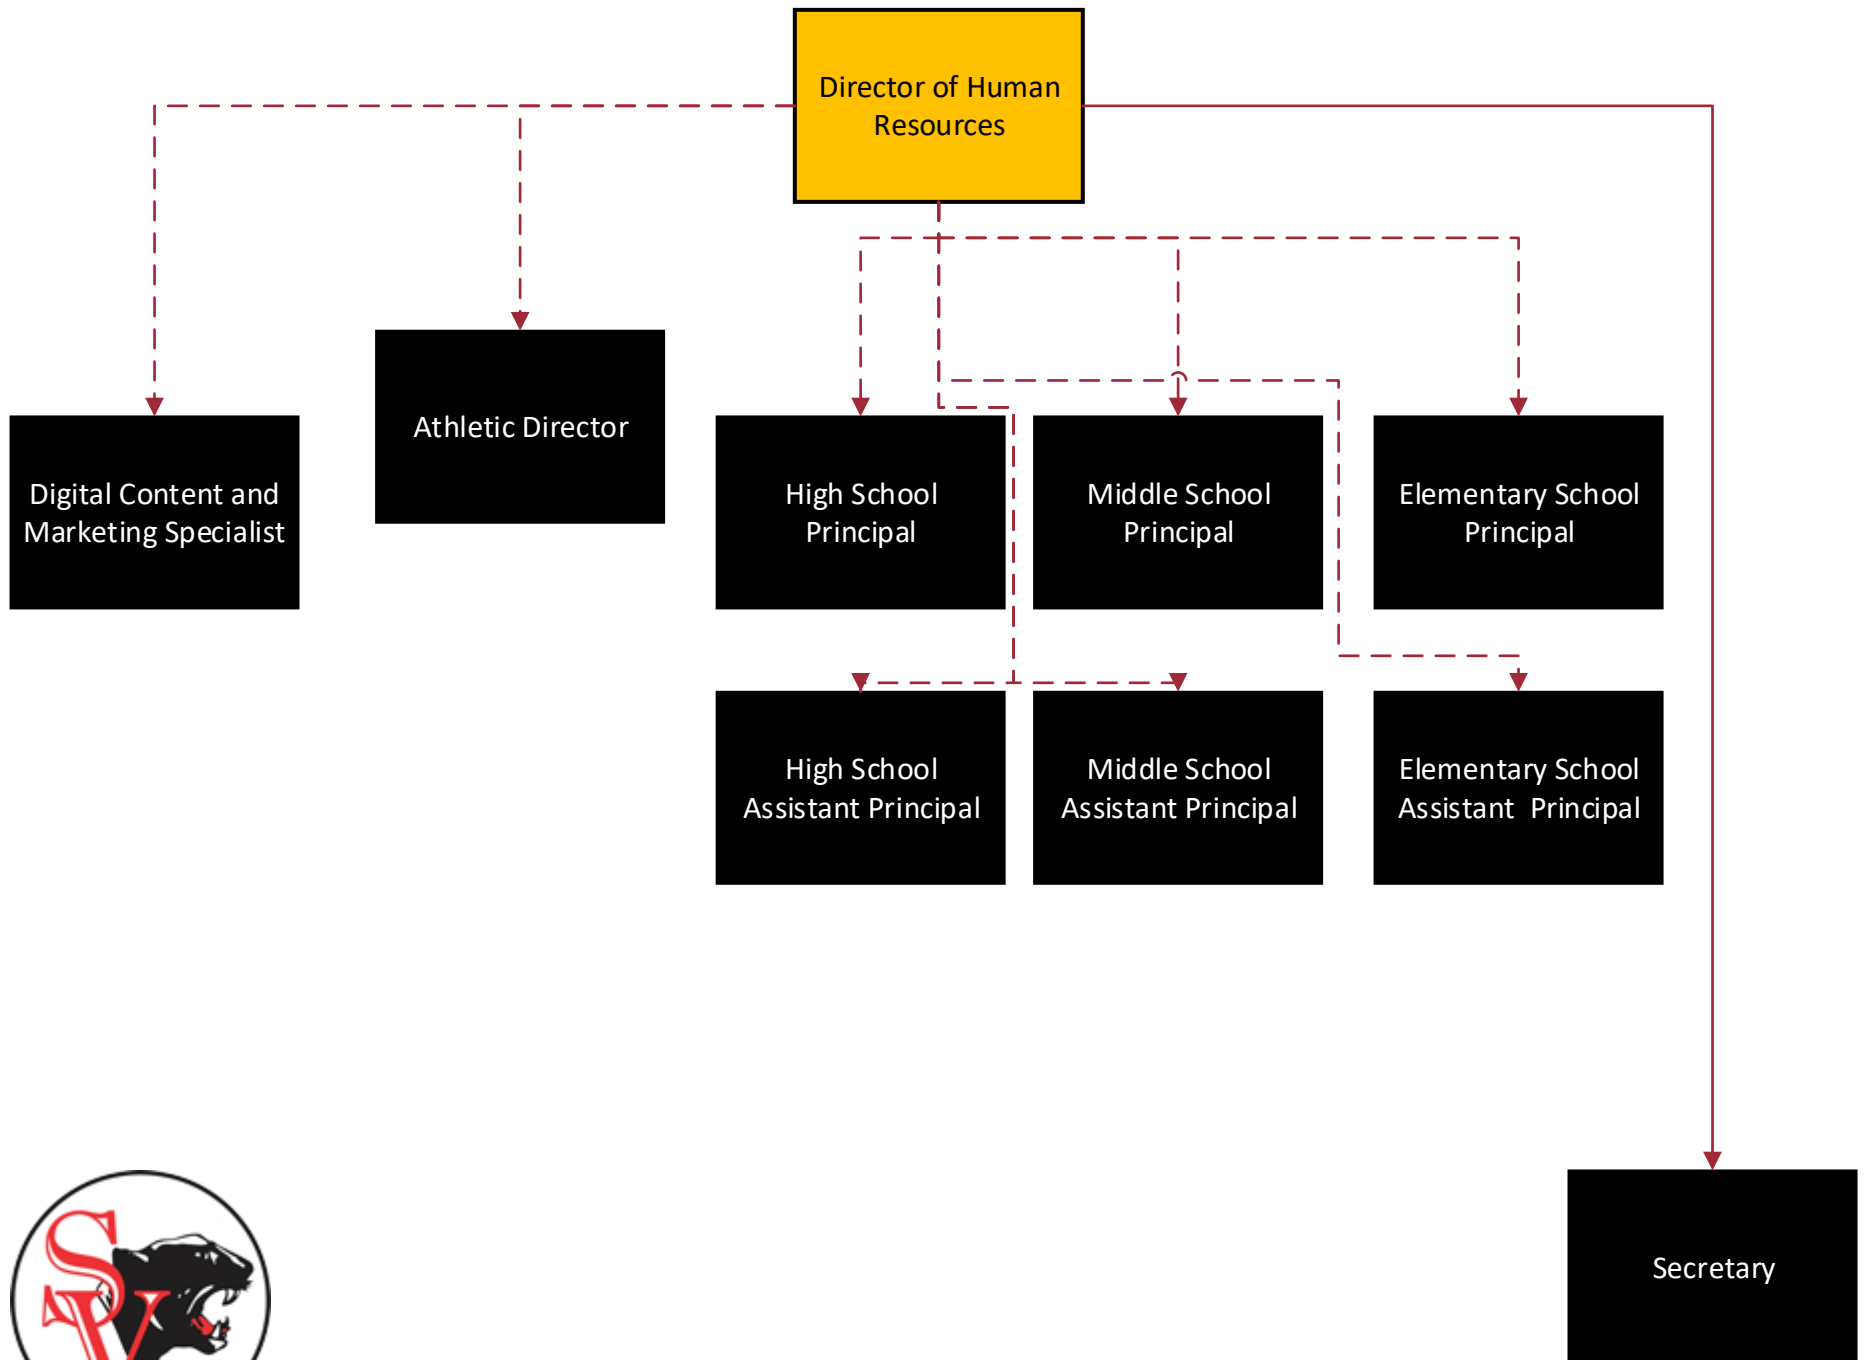 Director of Human
Resources
Athletic Director
Digital Content and
Marketing Specialist
High School
Principal
Middle School
Principal
Elementary School
Principal
High School
Assistant Principal
Middle School
Assistant Principal
Elementary School
Assistant  Principal
Secretary
SV